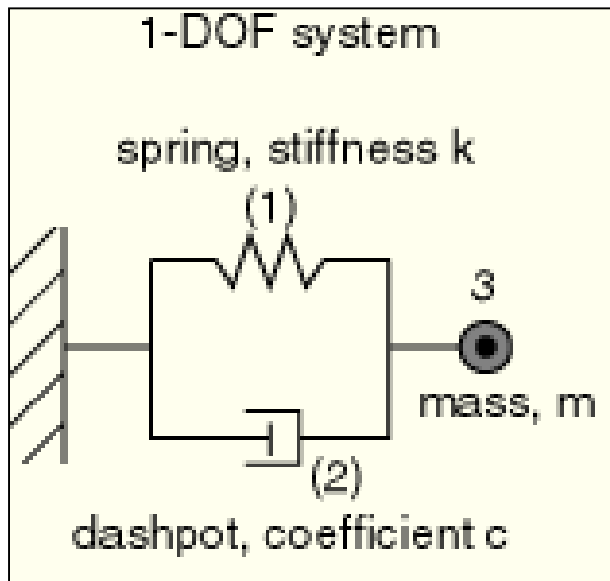 1-DOF system
spring, stiffness k
(1)
3
mass, m
(2)
dashpot, coefficient c